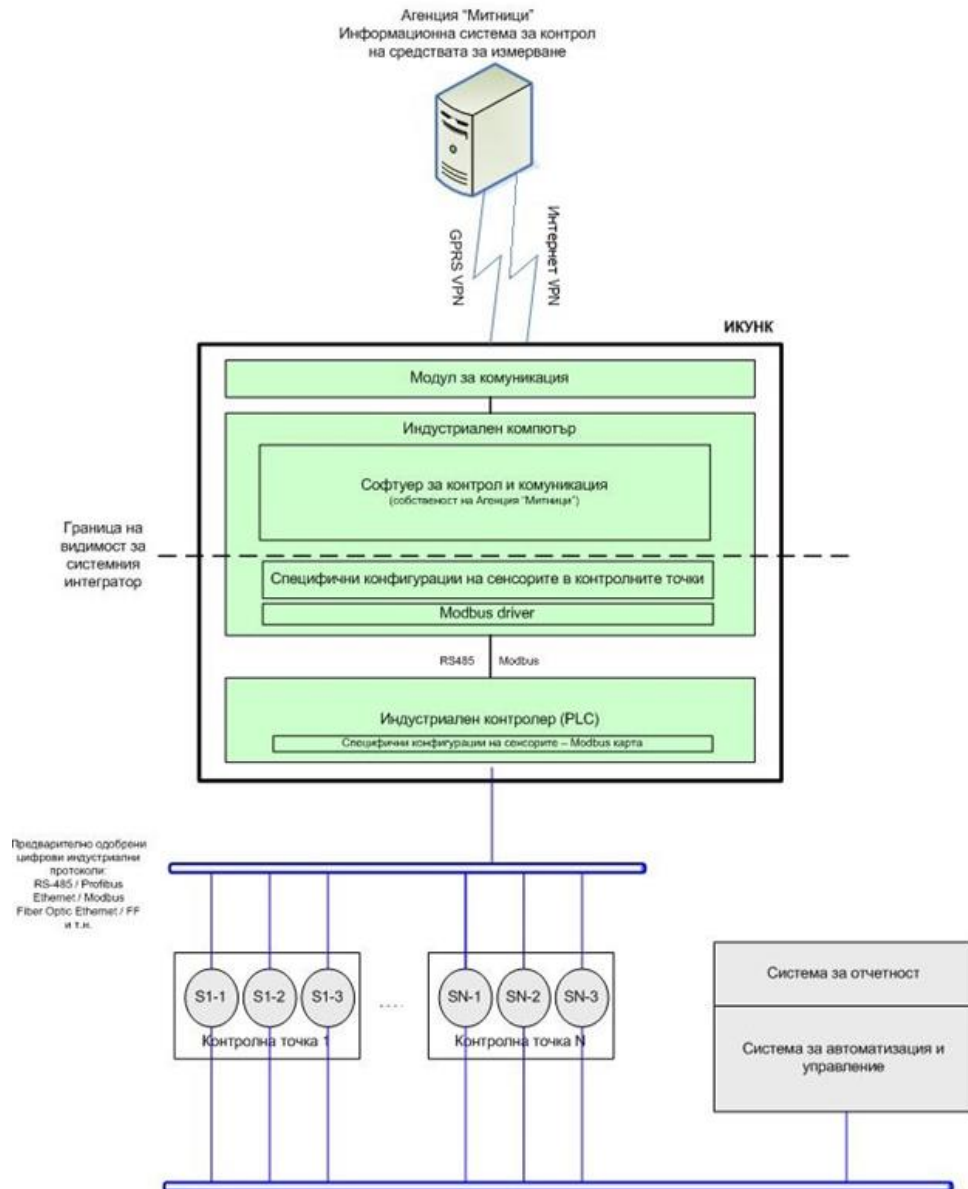 Агенция "Митници"
Информационна система за контрол
на средствата за измерване
GPRS VPN
Интернет VPN
ИКУНК
Модул за комуникация
Индустриален компютър
Софтуер за контрол и комуникация
(собственост на Агенция "Митници")
Граница на
видимост за
системния
интегратор
Специфични конфигурации на сензорите в контролните точки
Modbus driver
RS485
Modbus
Индустриален контролер (PLC)
Специфични конфигурации на сензорите – Modbus карта
Предварително одобрени
цифрови индустриални
протоколи:
RS-485 / Profibus
Ethernet / Modbus
Fiber Optic Ethernet / FF
и т.н.
S1-1
S1-2
S1-3
....
SN-1
SN-2
SN-3
Контролна точка 1
Контролна точка N
Система за отчетност
Система за автоматизация и
управление